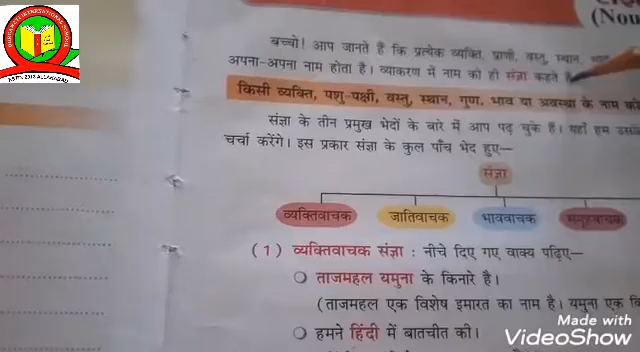 (Nou
बच्चो! आप जानते हैं कि प्रत्येक व्यक्ति, प्राणी, वस्तु, स्थान,
अपना-अपना नाम होता है। व्याकरण में नाम को ही संज्ञा कहते हैं
किसी व्यक्ति, पशु-पक्षी, वस्तु, स्थान, गुण, भाव या अवस्था के नाम को
संज्ञा के तीन प्रमुख भेदों के बारे में आप पढ़ चुके हैं। यहाँ हम उसके
चर्चा करेंगे। इस प्रकार संज्ञा के कुल पाँच भेद हुए—
संज्ञा
व्यक्तिवाचक जातिवाचक भाववाचक समूहवाचक
(1) व्यक्तिवाचक संज्ञा : नीचे दिए गए वाक्य पढ़िए—
ताजमहल यमुना के किनारे है।
(ताजमहल एक विशेष इमारत का नाम है। यमुना एक वि
हमने हिंदी में बातचीत की।
Made with
VideoShow